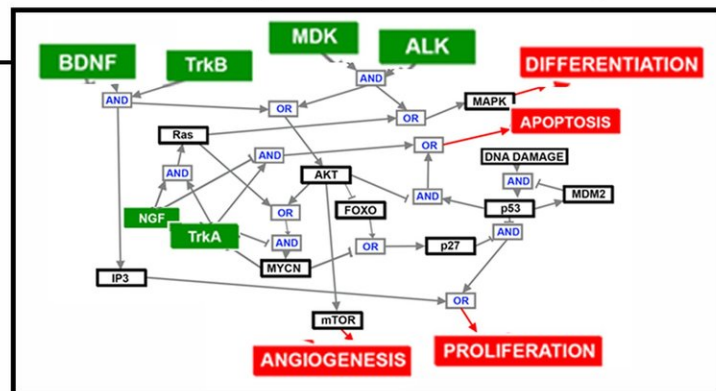 MDK
ALK
BDNF
TrkB
DIFFERENTIATION
AND
AND
OR
MAPK
OR
APOPTOSIS
Ras
OR
AND
DNA DAMAGE
AND
AKT
AND
MDM2
AND
FOXO
p53
NGF
OR
TrkA
AND
AND
OR
p27
MYCN
IP3
OR
mTOR
ANGIOGENESIS
PROLIFERATION